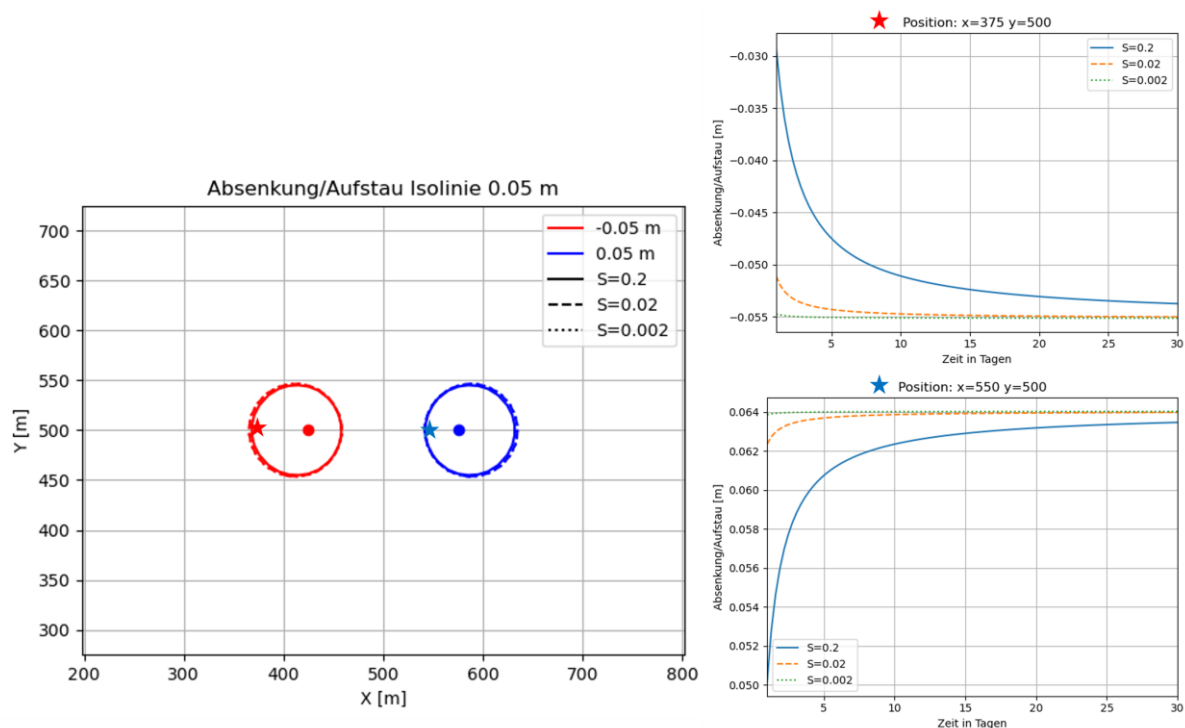 Absenkung/Aufstau Isolinie 0.05 m
Y [m]
700
650
600
550
500
450
400
350
300
-0.05 m
0.05 m
S=0.2
S=0.02
S=0.002
200
300
400
500
600
700
800
X [m]
Position: x=375 y=500
Absenkung/Aufstau [m]
−0.030
−0.035
−0.040
−0.045
−0.050
−0.055
S=0.2
S=0.02
S=0.002
5
10
15
20
25
30
Zeit in Tagen
Position: x=550 y=500
Absenkung/Aufstau [m]
0.064
0.062
0.060
0.058
0.056
0.054
0.052
0.050
S=0.2
S=0.02
S=0.002
5
10
15
20
25
30
Zeit in Tagen